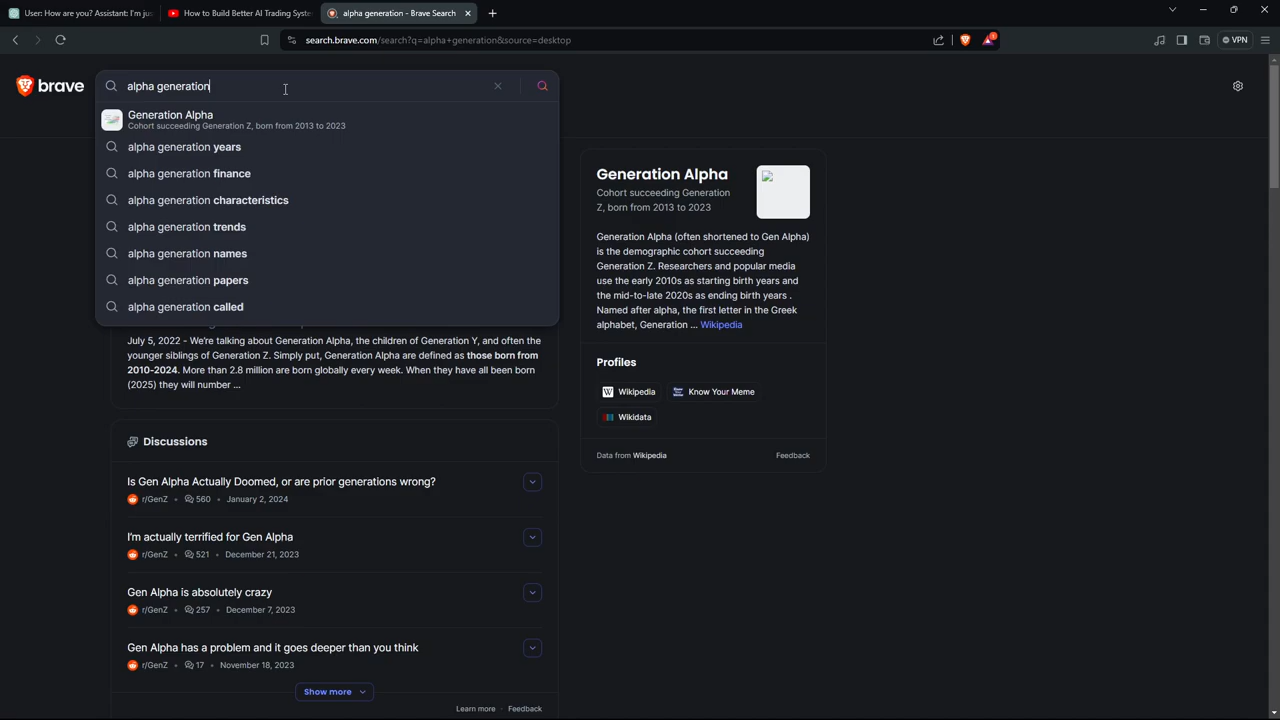 User: How are you? Assistant: I'm jus
How to Build Better AI Trading Syste
alpha generation - Brave Search
search.brave.com/search?q=alpha+generation&source=desktop
VPN
brave
alpha generation
Generation Alpha
Cohort succeeding Generation Z, born from 2013 to 2023
alpha generation years
alpha generation finance
alpha generation characteristics
alpha generation trends
alpha generation names
alpha generation papers
alpha generation called
July 5, 2022 - We're talking about Generation Alpha, the children of Generation Y, and often the
younger siblings of Generation Z. Simply put, Generation Alpha are defined as those born from
2010-2024. More than 2.8 million are born globally every week. When they have all been born
(2025) they will number ...
Discussions
Is Gen Alpha Actually Doomed, or are prior generations wrong?
r/GenZ • 560 • January 2, 2024
I'm actually terrified for Gen Alpha
r/GenZ • 521 • December 21, 2023
Gen Alpha is absolutely crazy
r/GenZ • 257 • December 7, 2023
Gen Alpha has a problem and it goes deeper than you think
r/GenZ • 17 • November 18, 2023
Show more
Learn more • Feedback
Generation Alpha
Cohort succeeding Generation
Z, born from 2013 to 2023
Generation Alpha (often shortened to Gen Alpha)
is the demographic cohort succeeding
Generation Z. Researchers and popular media
use the early 2010s as starting birth years and
the mid-to-late 2020s as ending birth years .
Named after alpha, the first letter in the Greek
alphabet, Generation ... Wikipedia
Profiles
Wikipedia
Know Your Meme
Wikidata
Data from Wikipedia
Feedback